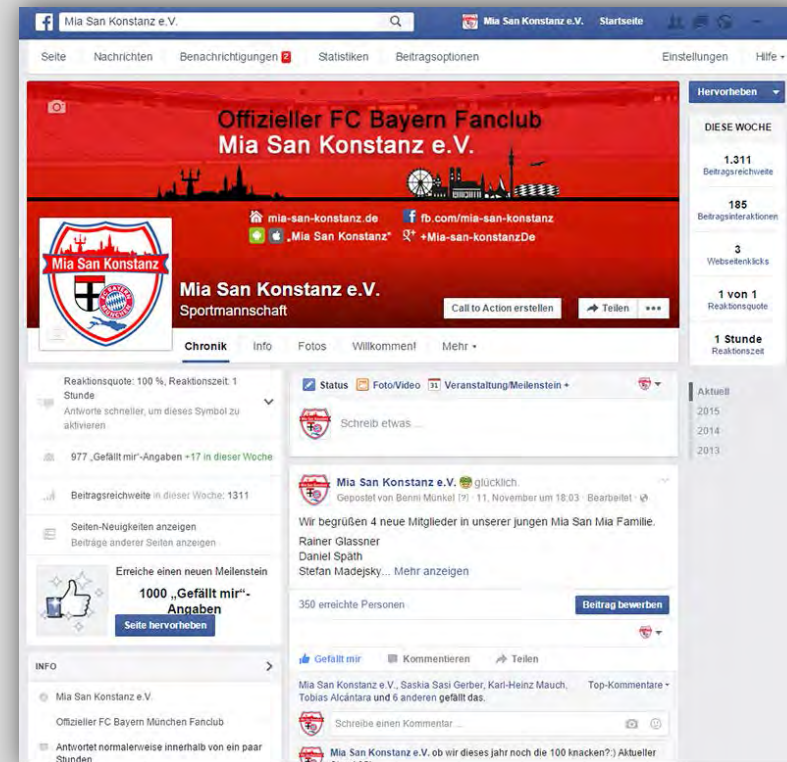 Mia San Konstanz e.V.
Mia San Konstanz e.V. Startseite
Seite Nachrichten Benachrichtigungen 2 Statistiken Beitragsoptionen Einstellungen Hilfe
Offizieller FC Bayern Fanclub
Mia San Konstanz e.V.
mia-san-konstanz.de fb.com/mia-san-konstanz
„Mia San Konstanz" +Mia-san-konstanzDe
Mia San Konstanz
FC BAYERN MÜNCHEN
Mia San Konstanz e.V.
Sportmannschaft
Call to Action erstellen Teilen
Chronik Info Fotos Willkommen! Mehr
Hervorheben
DIESE WOCHE
1.311
Beitragsreichweite
185
Beitragsinteraktionen
3
Webseitenklicks
1 von 1
Reaktionsquote
1 Stunde
Reaktionszeit
Aktuell
2015
2014
2013
Reaktionsquote: 100 %, Reaktionszeit: 1
Stunde
Antworte schneller, um dieses Symbol zu
aktivieren
977 „Gefällt mir"-Angaben +17 in dieser Woche
Beitragsreichweite in dieser Woche: 1311
Seiten-Neuigkeiten anzeigen
Beiträge anderer Seiten anzeigen
Erreiche einen neuen Meilenstein
1000 „Gefällt mir"-
Angaben
Seite hervorheben
INFO
Mia San Konstanz e.V.
Offizieller FC Bayern München Fanclub
Antwortet normalerweise innerhalb von ein paar
Stunden
Status Foto/Video 31 Veranstaltung/Meilenstein +
Schreib etwas ...
Mia San Konstanz e.V. glücklich.
Gepostet von Benni Münkel [?] · 11. November um 18:03 · Bearbeitet ·
Wir begrüßen 4 neue Mitglieder in unserer jungen Mia San Mia Familie.
Rainer Glassner
Daniel Späth
Stefan Madejsky... Mehr anzeigen
350 erreichte Personen Beitrag bewerben
Gefällt mir Kommentieren Teilen
Mia San Konstanz e.V., Saskia Sasi Gerber, Karl-Heinz Mauch, Top-Kommentare
Tobias Alcántara und 6 anderen gefällt das.
Schreibe einen Kommentar ...
Mia San Konstanz e.V. ob wir dieses jahr noch die 100 knacken?:) Aktueller